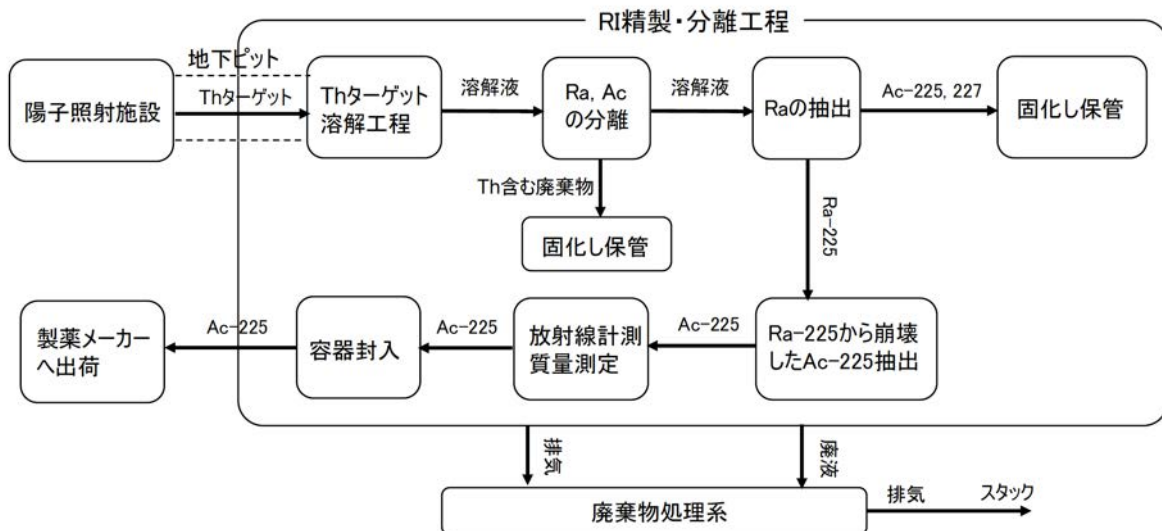 RI精製・分離工程
地下ピット
陽子照射施設
Thターゲット
Thターゲット
溶解工程
溶解液
Ra, Ac
の分離
溶解液
Raの抽出
Ac-225, 227
固化し保管
Th含む廃棄物
固化し保管
Ra-225
製薬メーカー
へ出荷
Ac-225
容器封入
Ac-225
放射線計測
質量測定
Ac-225
Ra-225から崩壊
したAc-225抽出
排気
廃液
廃棄物処理系
排気
スタック